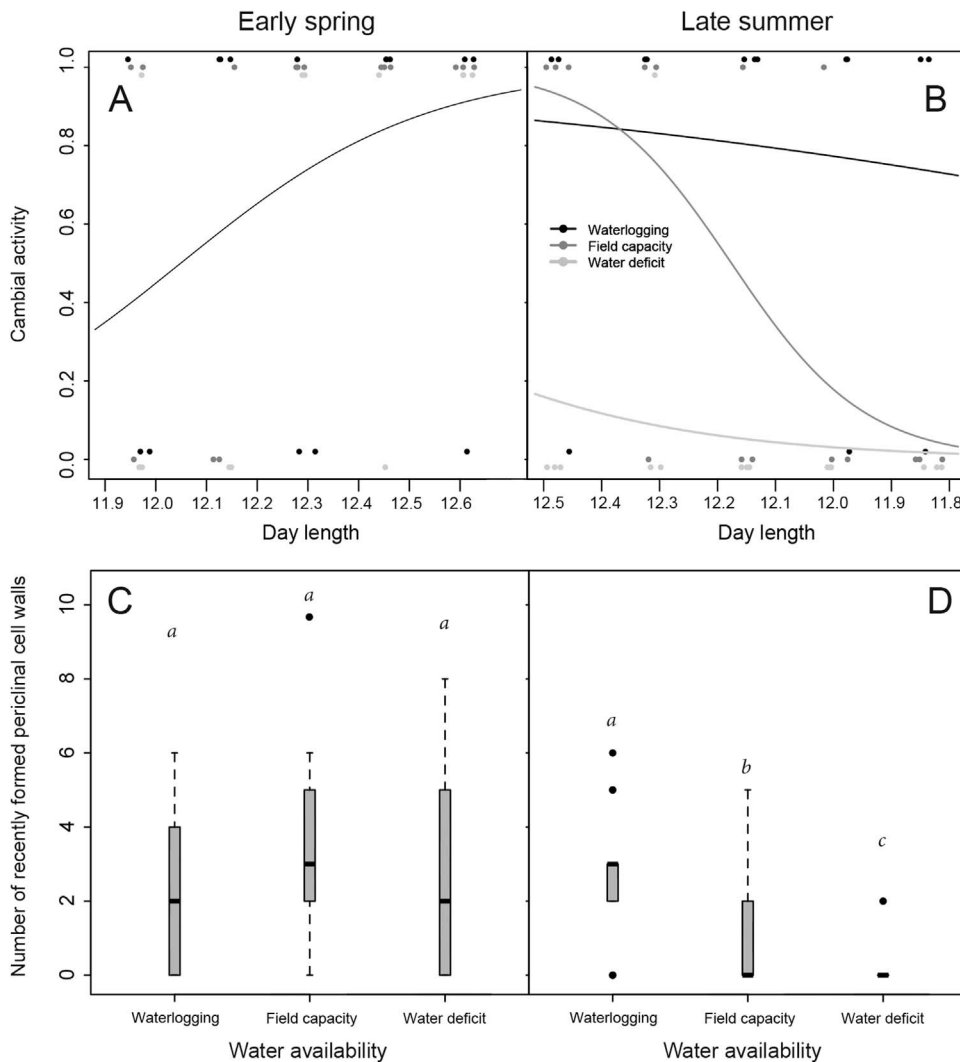 Early spring
Late summer
A
B
Cambial activity
1.0
0.8
0.6
0.4
0.2
0.0
Waterlogging
Field capacity
Water deficit
11.9 12.0 12.1 12.2 12.3 12.4 12.5 12.6
12.5 12.4 12.3 12.2 12.1 12.0 11.9 11.8
Day length
Day length
C
D
Number of recently formed periclinal cell walls
10
8
6
4
2
0
a
a
a
a
b
c
Waterlogging Field capacity Water deficit
Waterlogging Field capacity Water deficit
Water availability
Water availability